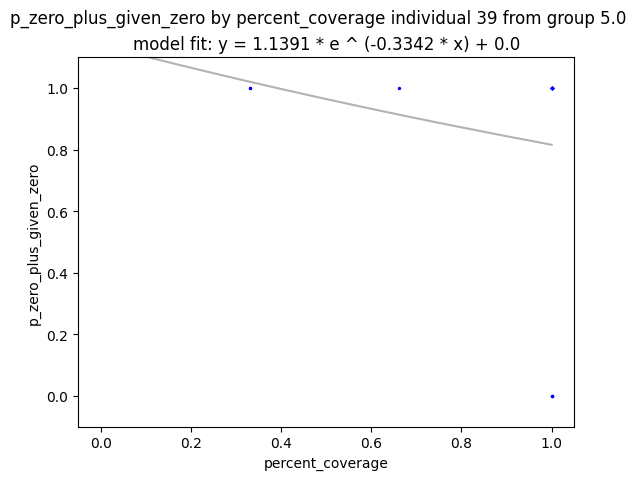 p_zero_plus_given_zero by percent_coverage individual 39 from group 5.0
model fit: y = 1.1391 * e ^ (-0.3342 * x) + 0.0
1.0
0.8
0.6
0.4
0.2
0.0
p_zero_plus_given_zero
0.0 0.2 0.4 0.6 0.8 1.0
percent_coverage